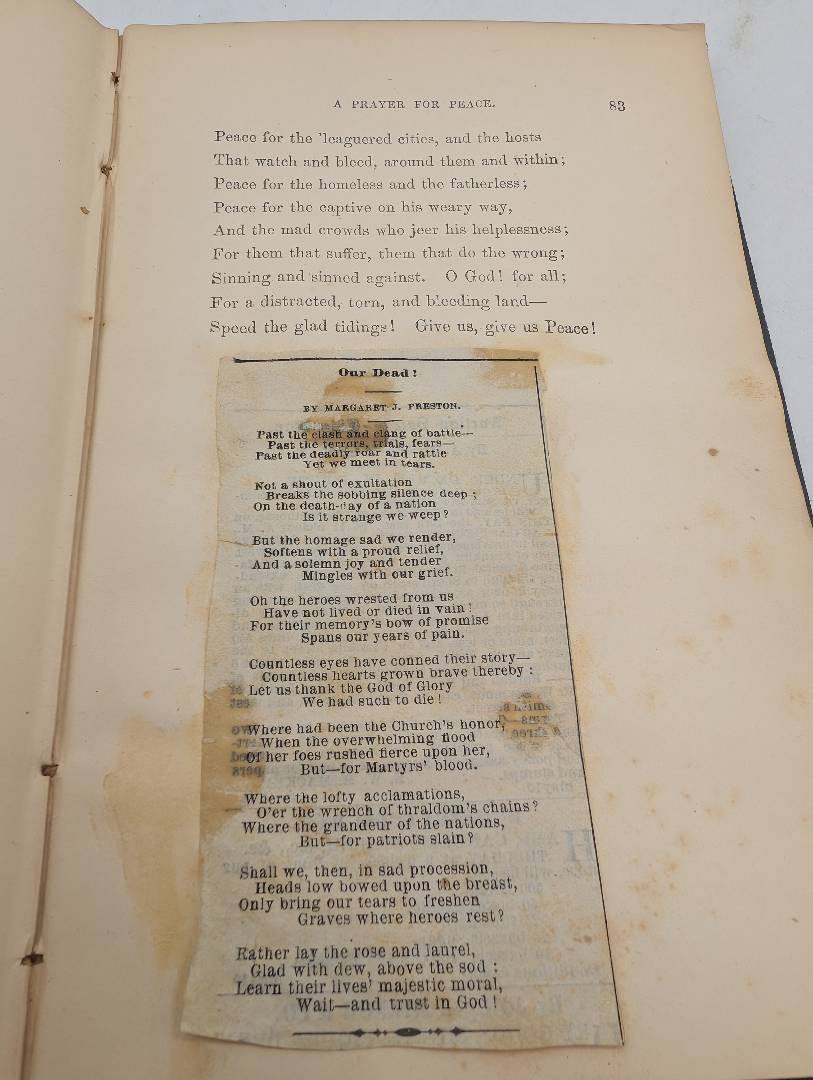 A PRAYER FOR PEACE. 83
Peace for the 'leaguered cities, and the hosts
That watch and bleed, around them and within;
Peace for the homeless and the fatherless;
Peace for the captive on his weary way,
And the mad crowds who jeer his helplessness;
For them that suffer, them that do the wrong;
Sinning and sinned against. O God! for all;
For a distracted, torn, and bleeding land—
Speed the glad tidings! Give us, give us Peace!
Our Dead!
BY MARGARET J. PRESTON.
Past the clash and clang of battle—
Past the terrors, trials, fears—
Past the deadly roar and rattle
Yet we meet in tears.
Not a shout of exultation
Breaks the sobbing silence deep;
On the death-day of a nation
Is it strange we weep?
But the homage sad we render,
Softens with a proud relief,
And a solemn joy and tender
Mingles with our grief.
Oh the heroes wrested from us
Have not lived or died in vain!
For their memory's bow of promise
Spans our years of pain.
Countless eyes have conned their story—
Countless hearts grown brave thereby:
Let us thank the God of Glory
We had such to die!
Where had been the Church's honor,
When the overwhelming flood
Of her foes rushed fierce upon her,
But—for Martyrs' blood.
Where the lofty acclamations,
O'er the wrench of thraldom's chains?
Where the grandeur of the nations,
But—for patriots slain?
Shall we, then, in sad procession,
Heads low bowed upon the breast,
Only bring our tears to freshen
Graves where heroes rest?
Rather lay the rose and laurel,
Glad with dew, above the sod:
Learn their lives' majestic moral,
Wait—and trust in God!